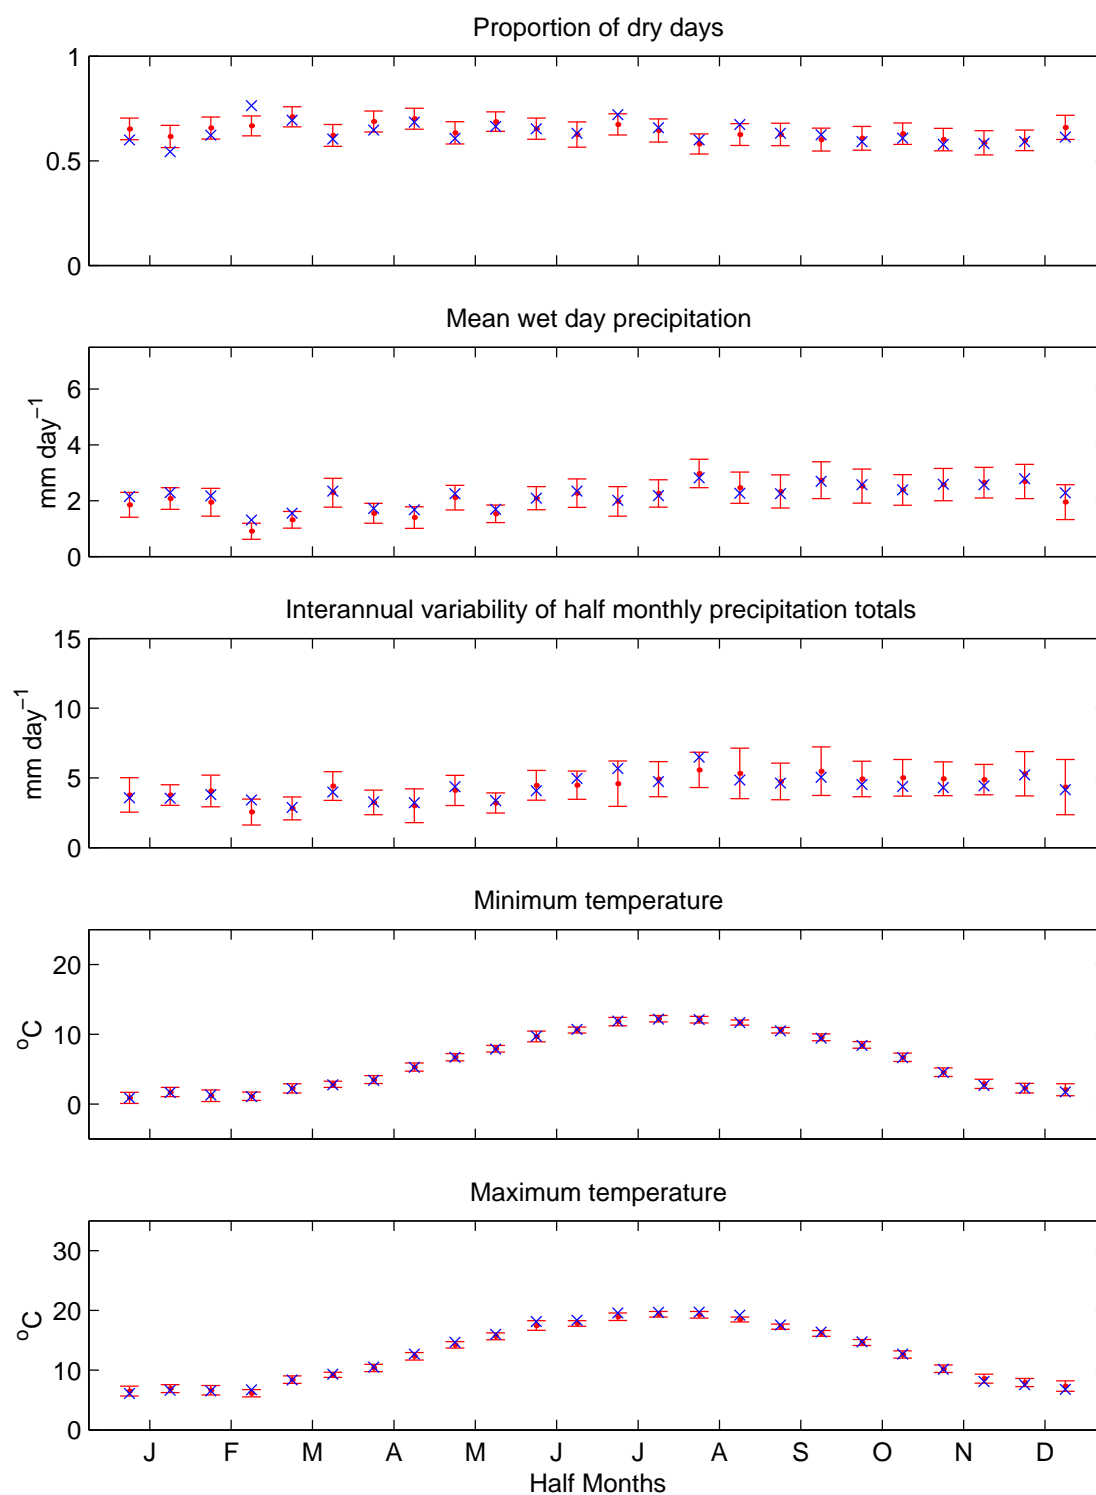 Proportion of dry days
1
0.5
0
Mean wet day precipitation
6
4
2
0
mm day⁻¹
Interannual variability of half monthly precipitation totals
15
10
5
0
mm day⁻¹
Minimum temperature
20
10
0
°C
Maximum temperature
30
20
10
0
°C
J F M A M J J A S O N D
Half Months